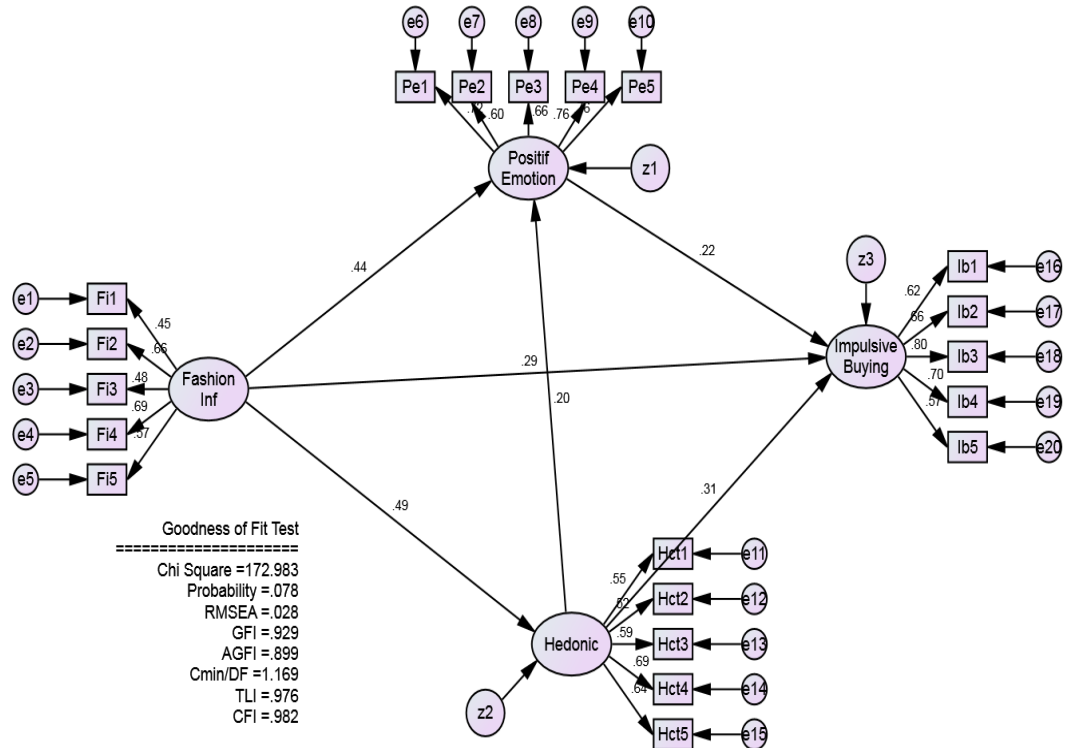 e6
e7
e8
e9
e10
Pe1
Pe2
Pe3
Pe4
Pe5
.60
.66
.76
Positif
Emotion
z1
.44
.22
z3
e1
Fi1
.45
e2
Fi2
.66
e3
Fi3
.48
e4
Fi4
.69
e5
Fi5
.57
Fashion
Inf
.29
.20
Impulsive
Buying
.62
Ib1
e16
.66
Ib2
e17
.80
Ib3
e18
.70
Ib4
e19
.57
Ib5
e20
.49
.31
Goodness of Fit Test
=====================
Chi Square =172.983
Probability =.078
RMSEA =.028
GFI =.929
AGFI =.899
Cmin/DF =1.169
TLI =.976
CFI =.982
Hedonic
z2
.55
Hct1
e11
.52
Hct2
e12
.59
Hct3
e13
.69
Hct4
e14
.64
Hct5
e15